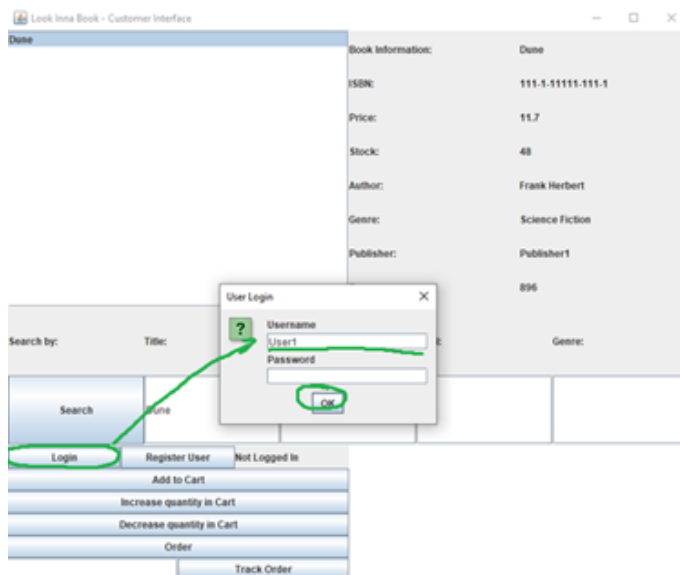 Look Inna Book - Customer Interface
Dune
Book Information: Dune
ISBN: 111-1-11111-111-1
Price: 11.7
Stock: 48
Author: Frank Herbert
Genre: Science Fiction
Publisher: Publisher1
896
User Login
?
Username
User1
Password
OK
Search by: Title: Genre:
Search Dune
Login Register User Not Logged In
Add to Cart
Increase quantity in Cart
Decrease quantity in Cart
Order
Track Order